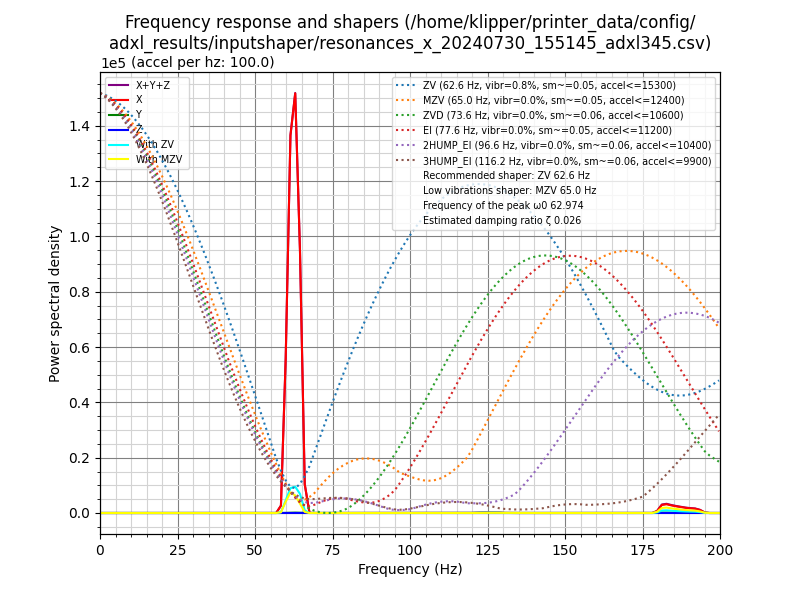 Frequency response and shapers (/home/klipper/printer_data/config/
adxl_results/inputshaper/resonances_x_20240730_155145_adxl345.csv)
1e5 (accel per hz: 100.0)
X+Y+Z
X
Y
Z
With ZV
With MZV
ZV (62.6 Hz, vibr=0.8%, sm~=0.05, accel<=15300)
MZV (65.0 Hz, vibr=0.0%, sm~=0.05, accel<=12400)
ZVD (73.6 Hz, vibr=0.0%, sm~=0.06, accel<=10600)
EI (77.6 Hz, vibr=0.0%, sm~=0.05, accel<=11200)
2HUMP_EI (96.6 Hz, vibr=0.0%, sm~=0.06, accel<=10400)
3HUMP_EI (116.2 Hz, vibr=0.0%, sm~=0.06, accel<=9900)
Recommended shaper: ZV 62.6 Hz
Low vibrations shaper: MZV 65.0 Hz
Frequency of the peak ω0 62.974
Estimated damping ratio ζ 0.026
Power spectral density
1.4
1.2
1.0
0.8
0.6
0.4
0.2
0.0
0 25 50 75 100 125 150 175 200
Frequency (Hz)